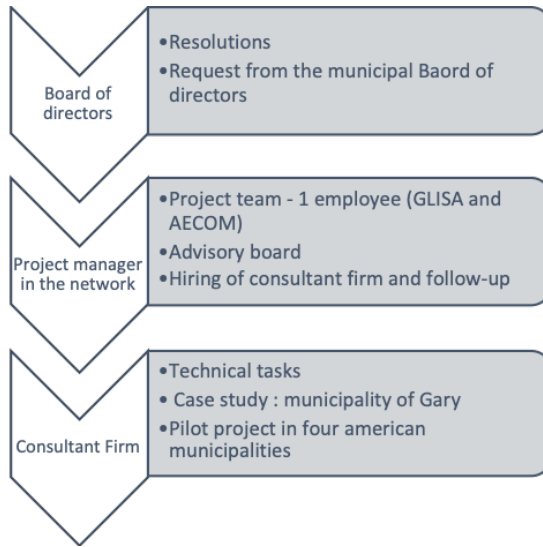 Board of
directors
•Resolutions
•Request from the municipal Baord of
directors
Project manager
in the network
•Project team - 1 employee (GLISA and
AECOM)
•Advisory board
•Hiring of consultant firm and follow-up
Consultant Firm
•Technical tasks
• Case study : municipality of Gary
•Pilot project in four american
municipalities